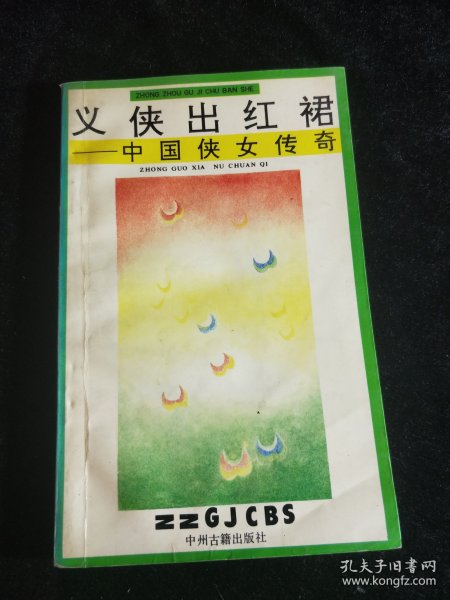 ZHONG ZHOU GU JI CHU BAN SHE
义侠出红裙
——中国侠女传奇
ZHONG GUO XIA NU CHUAN QI
ZZGJCBS
中州古籍出版社
孔夫子旧书网
www.kongfz.com